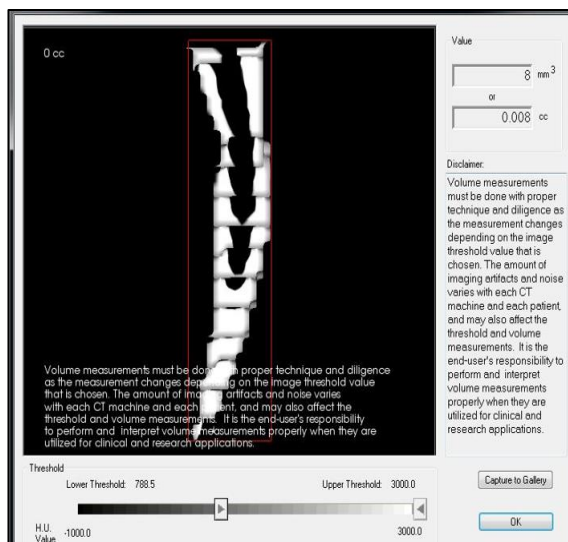 0 cc
Volume measurements must be done with proper technique and diligence
as the measurement changes depending on the image threshold value
that is chosen. The amount of imaging artifacts and noise varies
with each CT machine and each patient, and may also affect the
threshold and volume measurements. It is the end-user's responsibility
to perform and interpret volume measurements properly when they are
utilized for clinical and research applications.
Value
8 mm3
or
0.008 cc
Disclaimer:
Volume measurements
must be done with proper
technique and diligence as
the measurement changes
depending on the image
threshold value that is
chosen. The amount of
imaging artifacts and noise
varies with each CT
machine and each patient,
and may also affect the
threshold and volume
measurements. It is the
end-user's responsibility to
perform and interpret
volume measurements
properly when they are
utilized for clinical and
research applications.
Threshold
Lower Threshold: 788.5 Upper Threshold: 3000.0
H.U.
Value -1000.0 3000.0
Capture to Gallery
OK